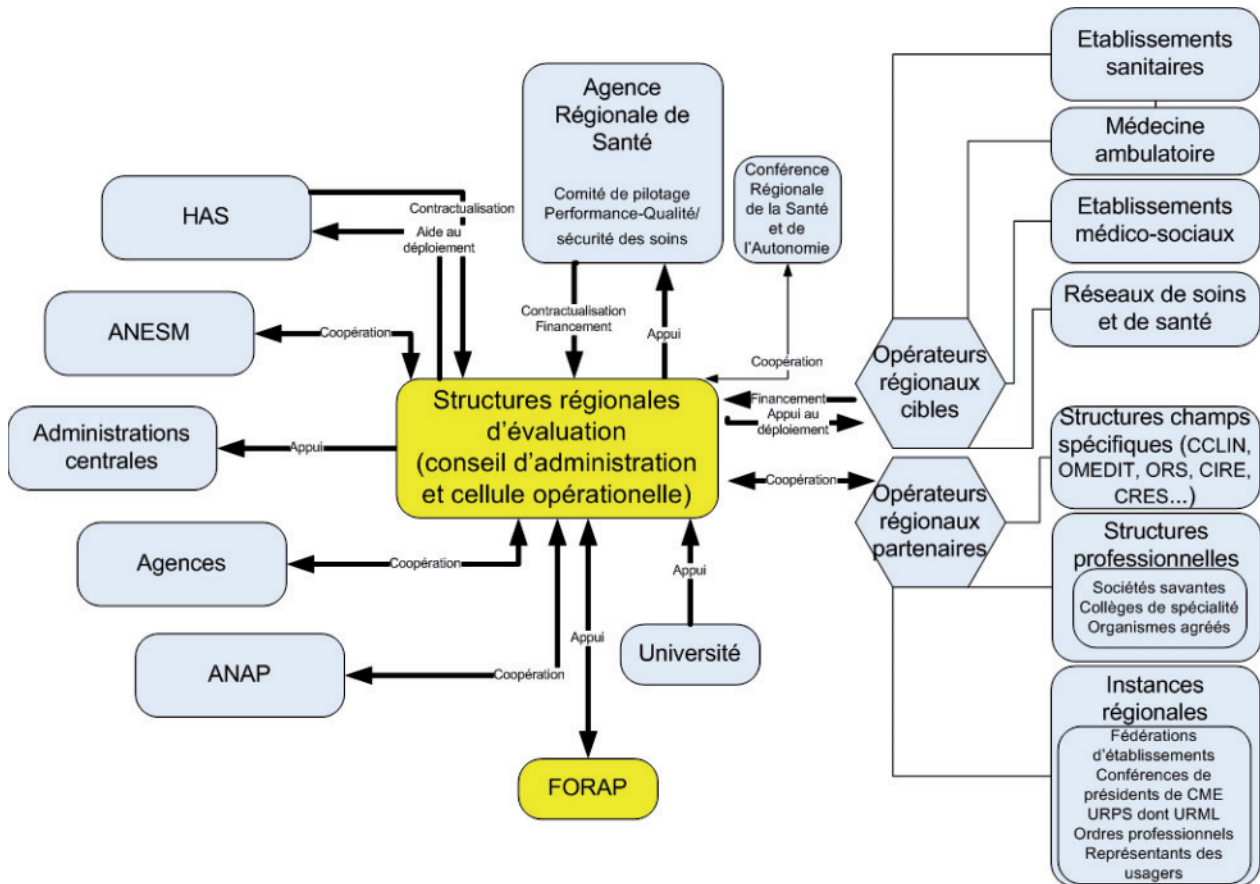 Etablissements
sanitaires
Agence
Régionale de
Santé
Comité de pilotage
Performance-Qualité/
sécurité des soins
Médecine
ambulatoire
Conférence
Régionale
de la Santé
et de
l'Autonomie
HAS
Contractualisation
Aide au
déploiement
Etablissements
médico-sociaux
Réseaux de soins
et de santé
ANESM
Coopération
Contractualisation
Financement
Appui
Coopération
Opérateurs
régionaux
cibles
Financement
Appui au
déploiement
Structures régionales
d'évaluation
(conseil d'administration
et cellule opérationelle)
Administrations
centrales
Appui
Structures champs
spécifiques (CCLIN,
OMEDIT, ORS, CIRE,
CRES...)
Coopération
Opérateurs
régionaux
partenaires
Structures
professionnelles
Sociétés savantes
Collèges de spécialité
Organismes agréés
Agences
Coopération
Appui
Université
ANAP
Coopération
Appui
FORAP
Instances
régionales
Fédérations
d'établissements
Conférences de
présidents de CME
URPS dont URML
Ordres professionnels
Représentants des
usagers